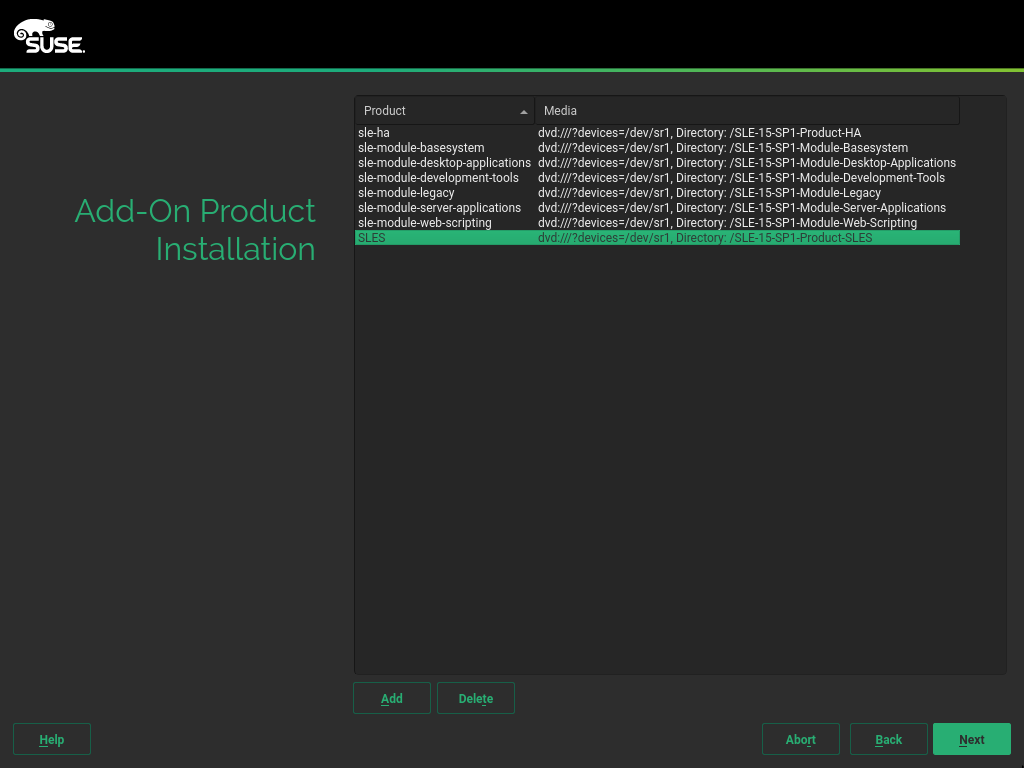 SUSE
Add-On Product
Installation
Product Media
sle-ha dvd:///?devices=/dev/sr1, Directory: /SLE-15-SP1-Product-HA
sle-module-basesystem dvd:///?devices=/dev/sr1, Directory: /SLE-15-SP1-Module-Basesystem
sle-module-desktop-applications dvd:///?devices=/dev/sr1, Directory: /SLE-15-SP1-Module-Desktop-Applications
sle-module-development-tools dvd:///?devices=/dev/sr1, Directory: /SLE-15-SP1-Module-Development-Tools
sle-module-legacy dvd:///?devices=/dev/sr1, Directory: /SLE-15-SP1-Module-Legacy
sle-module-server-applications dvd:///?devices=/dev/sr1, Directory: /SLE-15-SP1-Module-Server-Applications
sle-module-web-scripting dvd:///?devices=/dev/sr1, Directory: /SLE-15-SP1-Module-Web-Scripting
SLES dvd:///?devices=/dev/sr1, Directory: /SLE-15-SP1-Product-SLES
Add Delete
Help Abort Back Next